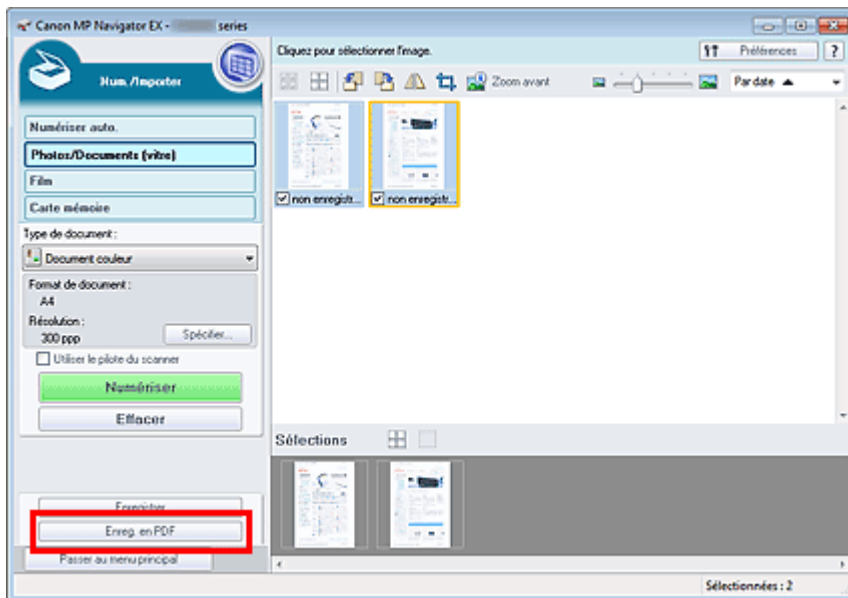 Canon MP Navigator EX - series
Num./Importer
Numériser auto.
Photos/Documents (vitre)
Film
Carte mémoire
Type de document :
Document couleur
Format de document :
A4
Résolution :
300 ppp
Spécifier...
Utiliser le pilote du scanner
Numériser
Effacer
Enregistrer
Enreg. en PDF
Passer au menu principal
Cliquez pour sélectionner l'image.
Préférences
?
Zoom avant
Par date
non enregistr...
non enregistr...
Sélections
Sélectionnées : 2